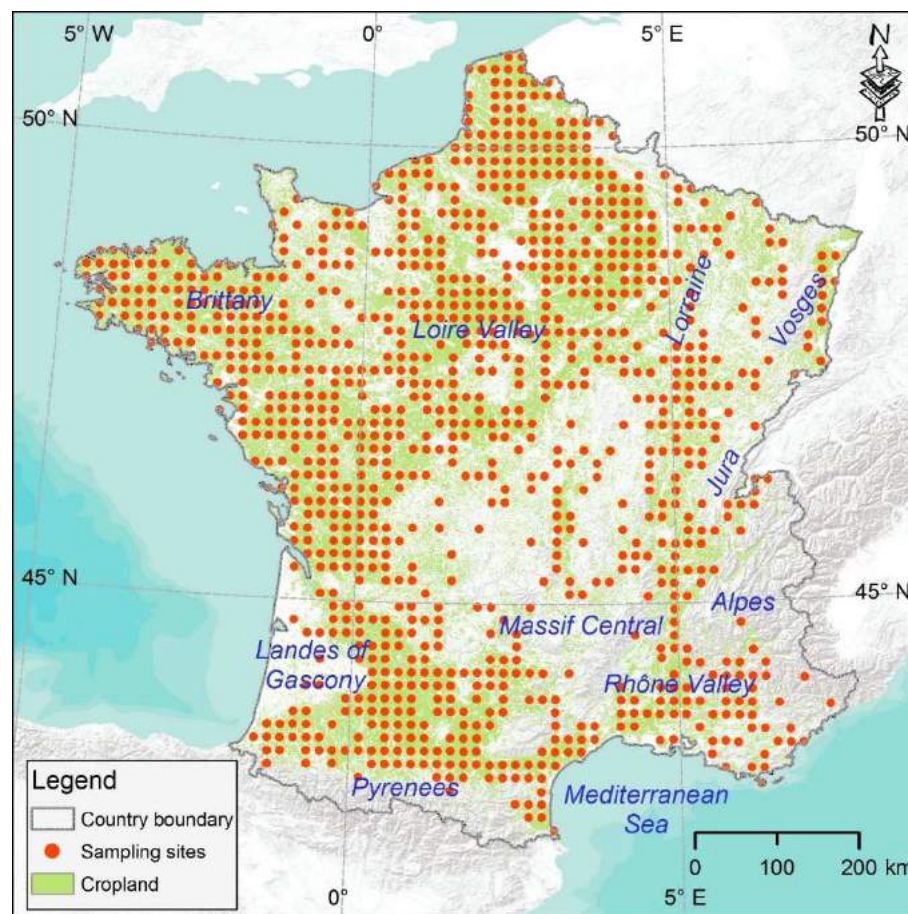 5° W
0°
5° E
N
50° N
50° N
Brittany
Loire Valley
Lorraine
Vosges
Jura
45° N
45° N
Alpes
Massif Central
Landes of
Gascony
Rhône Valley
Pyrenees
Mediterranean
Sea
Legend
Country boundary
Sampling sites
Cropland
0 100 200 km
0°
5° E